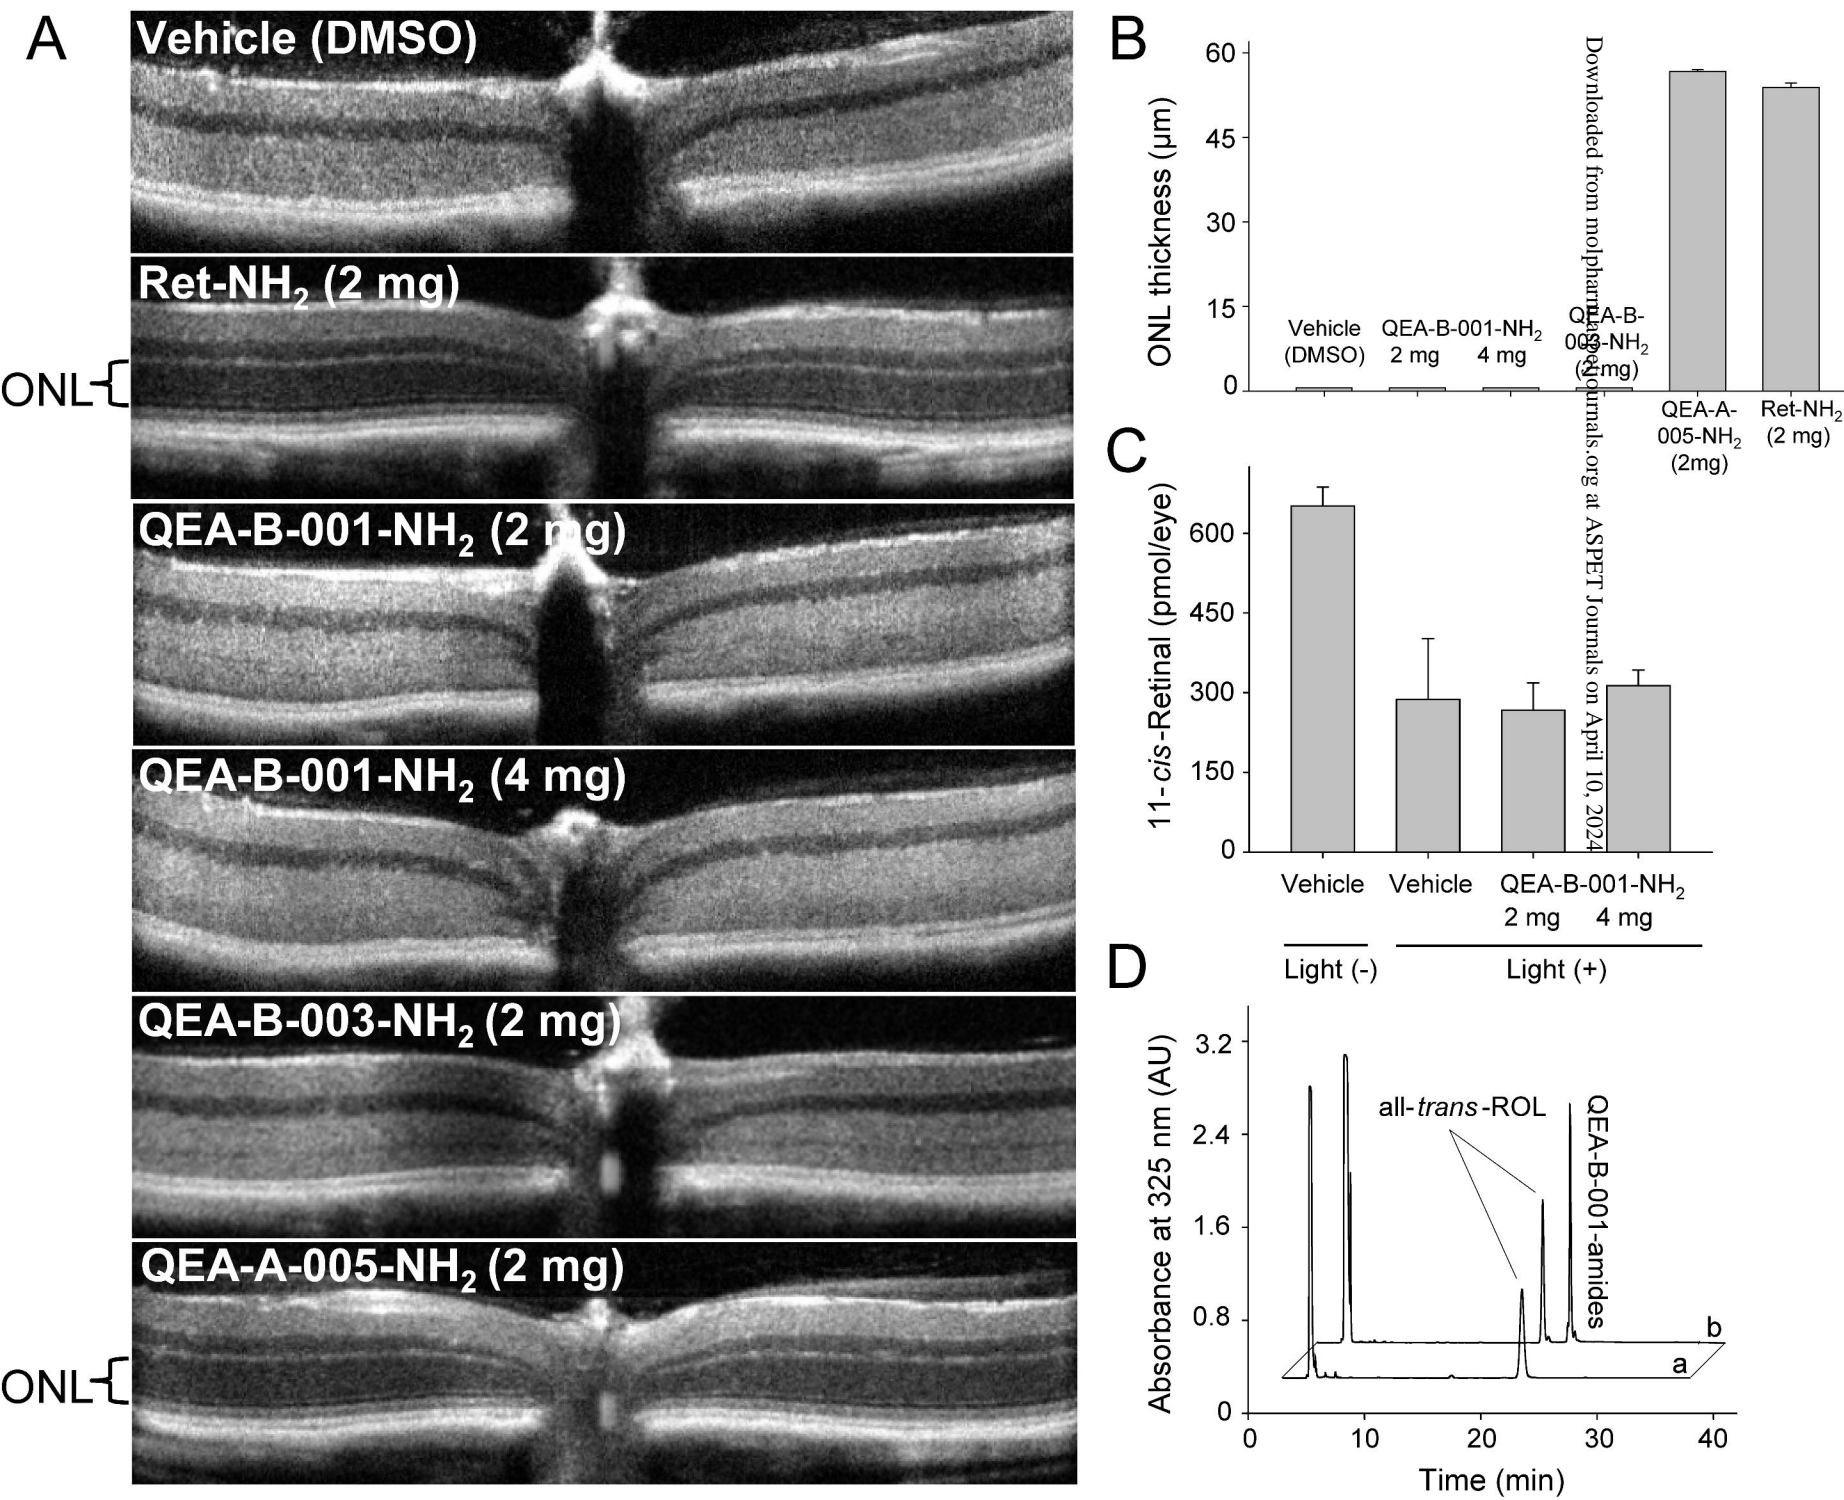 A
Vehicle (DMSO)
Ret-NH2 (2 mg)
ONL
QEA-B-001-NH2 (2 mg)
QEA-B-001-NH2 (4 mg)
QEA-B-003-NH2 (2 mg)
QEA-A-005-NH2 (2 mg)
ONL
B
ONL thickness (µm)
60
45
30
15
0
Vehicle
(DMSO)
QEA-B-001-NH2
2 mg 4 mg
QEA-B-
003-NH2
(2 mg)
QEA-A-
005-NH2
(2mg)
Ret-NH2
(2 mg)
C
11-cis-Retinal (pmol/eye)
600
450
300
150
0
Vehicle Vehicle QEA-B-001-NH2
2 mg 4 mg
Light (-) Light (+)
D
Absorbance at 325 nm (AU)
3.2
2.4
1.6
0.8
0
all-trans-ROL
QEA-B-001-amides
b
a
0 10 20 30 40
Time (min)
Downloaded from molpharm.aspetjournals.org at ASPET Journals on April 10, 2024